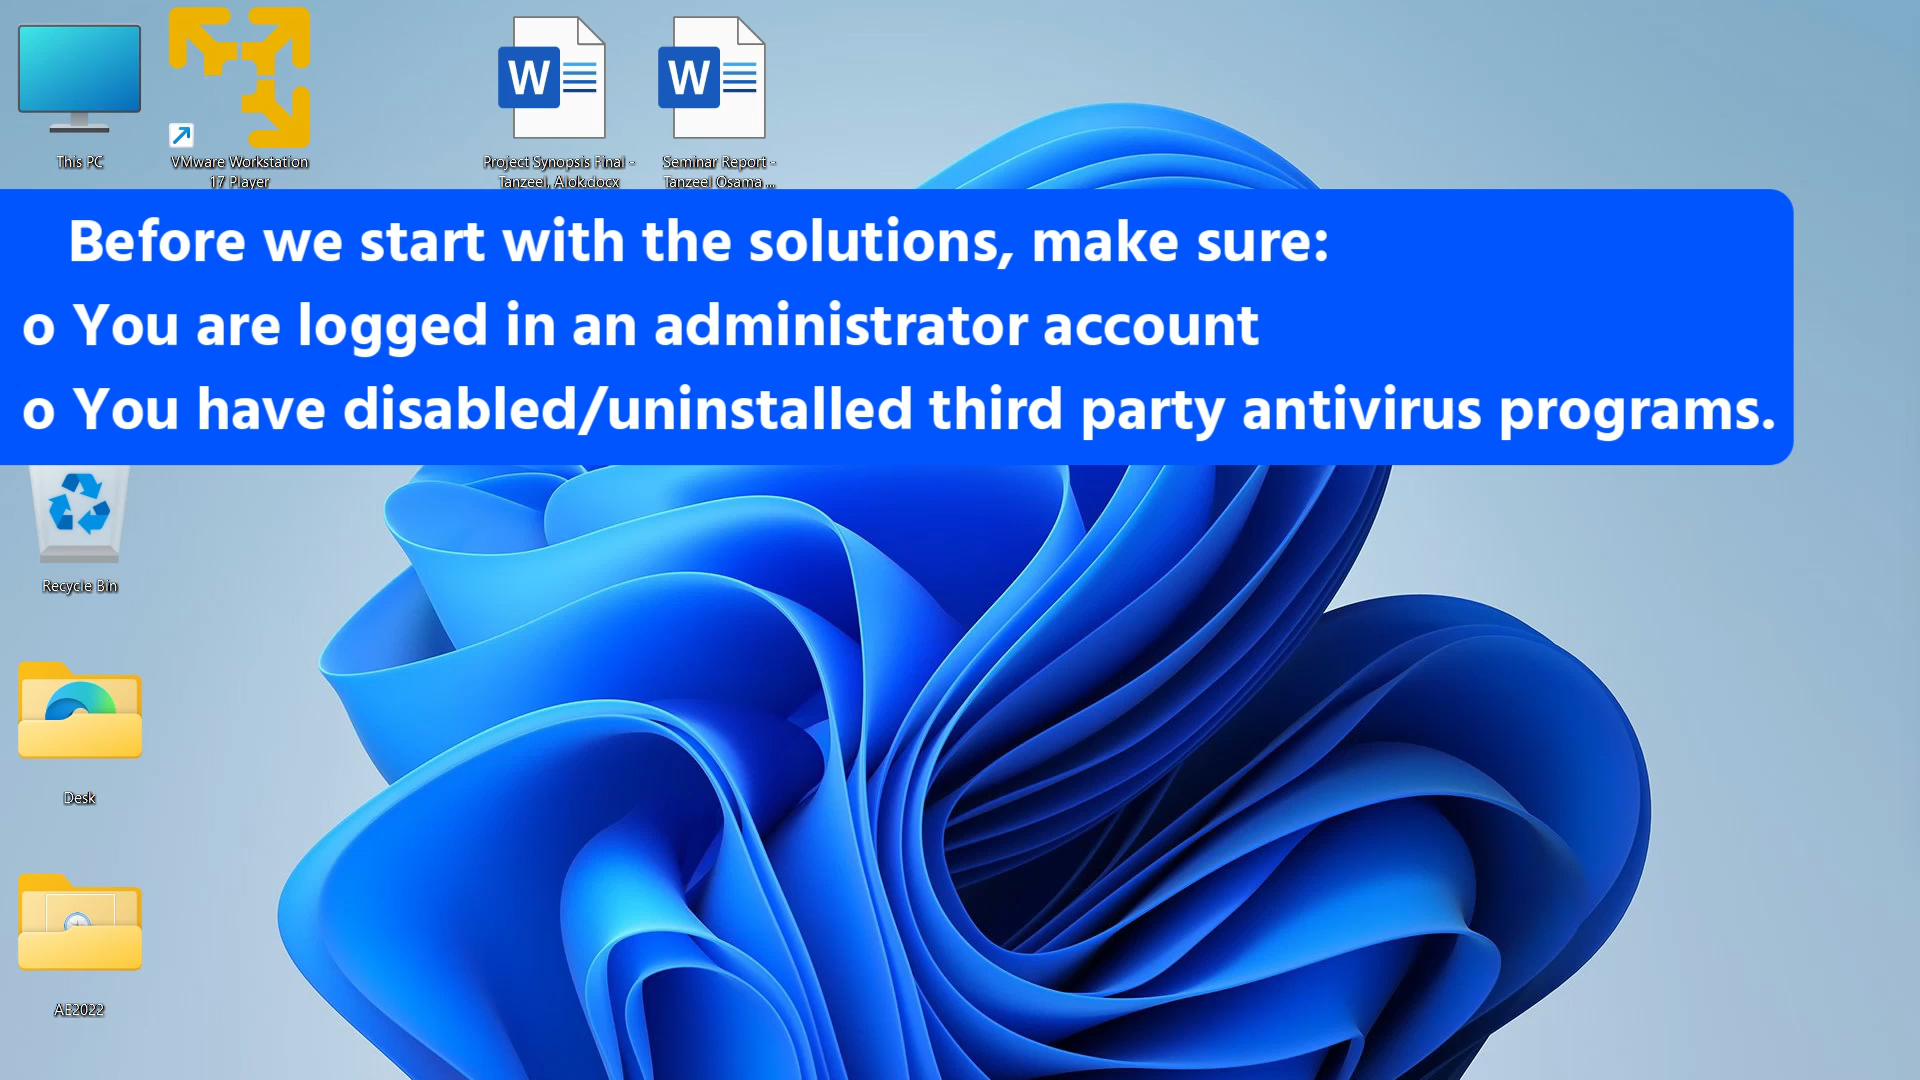 This PC
VMware Workstation
17 Player
Project Synopsis Final -
Tanzeel, Alok.docx
Seminar Report -
Tanzeel Osama ...
Before we start with the solutions, make sure:
o You are logged in an administrator account
o You have disabled/uninstalled third party antivirus programs.
Recycle Bin
Desk
AE2022